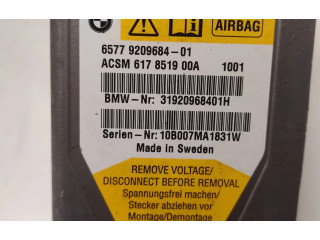 AIRBAG
6577 9209684-01
ACSM 617 8519 00A 1001
BMW-Nr: 31920968401H
Serien-Nr: 10B007MA1831W
Made in Sweden
REMOVE VOLTAGE/
DISCONNECT BEFORE REMOVAL
Spannungsfrei machen/
Stecker abziehen vor
Montage/Demontage